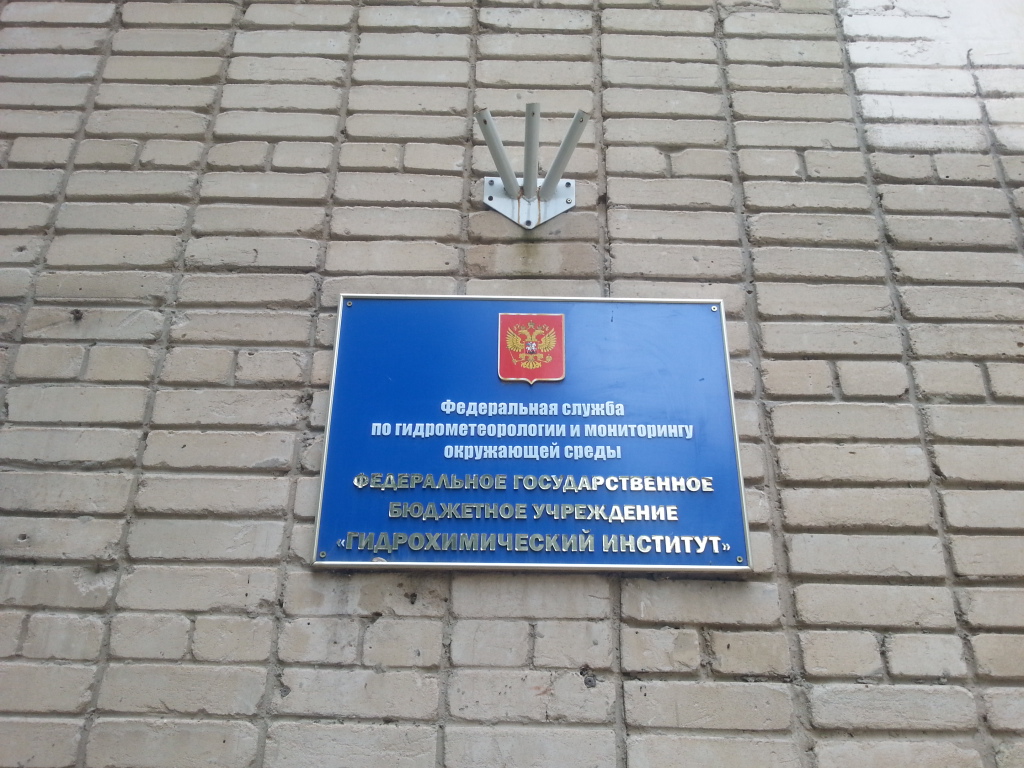 Федеральная служба
по гидрометеорологии и мониторингу
окружающей среды
ФЕДЕРАЛЬНОЕ ГОСУДАРСТВЕННОЕ
БЮДЖЕТНОЕ УЧРЕЖДЕНИЕ
«ГИДРОХИМИЧЕСКИЙ ИНСТИТУТ»